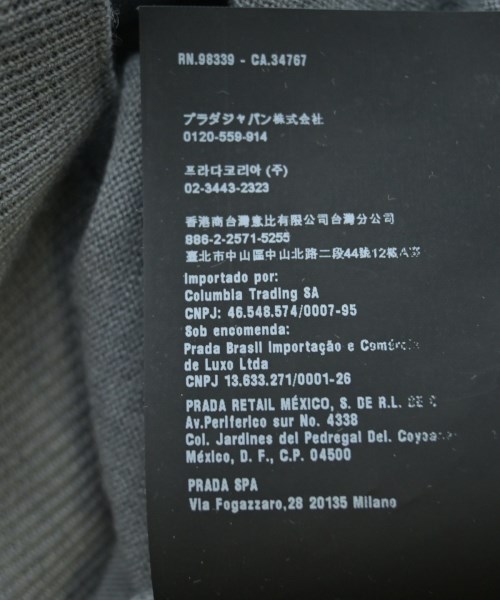 RN.98339 - CA.34767
プラダジャパン株式会社
0120-559-914
프라다코리아 (주)
02-3443-2323
香港南台灣意比有限公司台灣分公司
886-2-2571-5255
臺北市中山區中山北路二段44號12樓
Importado por:
Columbia Trading SA
CNPJ: 46.548.574/0007-95
Sob encomenda:
Prada Brasil Importação e Comércio
de Luxo Ltda
CNPJ 13.633.271/0001-26
PRADA RETAIL MÉXICO, S. DE R.L. DE C
Av.Periferico sur No. 4338
Col. Jardines del Pedregal Del.
México, D. F., C.P. 04500
PRADA SPA
Via Fogazzaro,28 20135 Milano